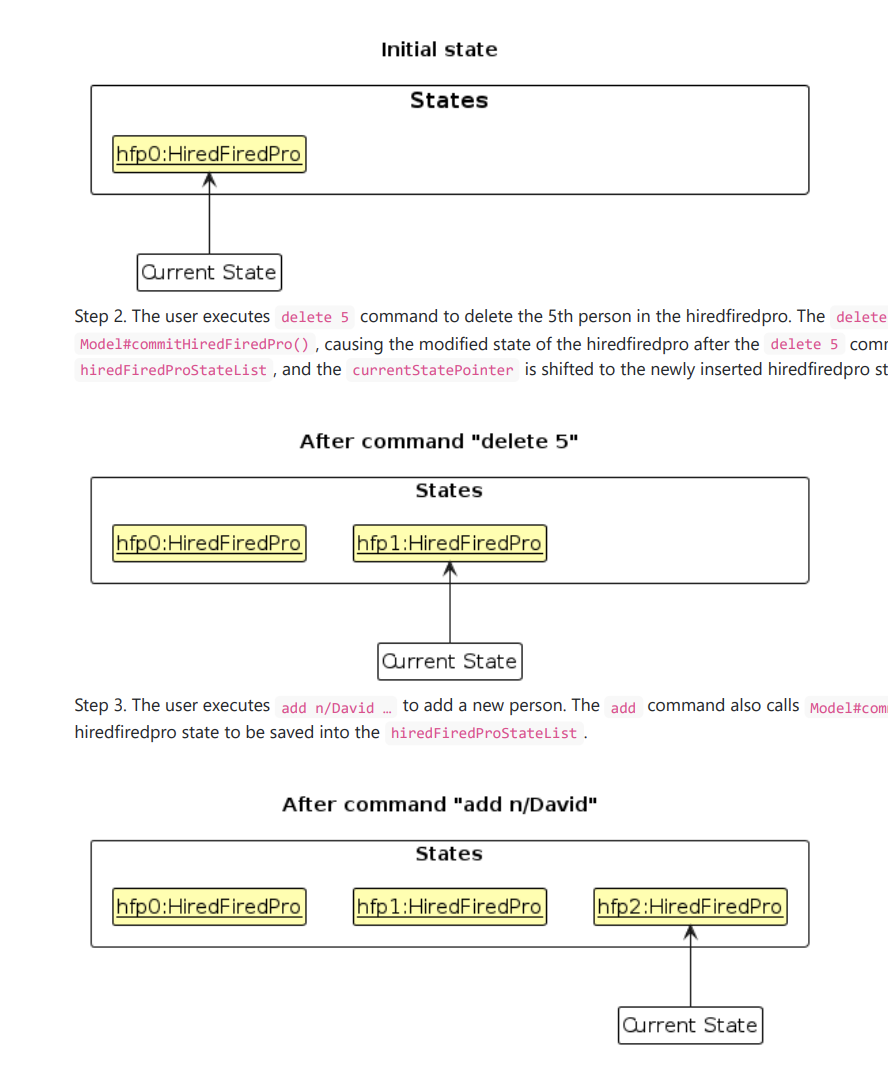 Initial state
States
hfp0:HiredFiredPro
Current State
Step 2. The user executes delete 5 command to delete the 5th person in the hiredfiredpro. The delete
Model#commitHiredFiredPro() , causing the modified state of the hiredfiredpro after the delete 5
hiredFiredProStateList , and the currentStatePointer is shifted to the newly inserted hiredfiredpro
After command "delete 5"
States
hfp0:HiredFiredPro hfp1:HiredFiredPro
Current State
Step 3. The user executes add n/David … to add a new person. The add command also calls
hiredfiredpro state to be saved into the hiredFiredProStateList .
After command "add n/David"
States
hfp0:HiredFiredPro hfp1:HiredFiredPro hfp2:HiredFiredPro
Current State